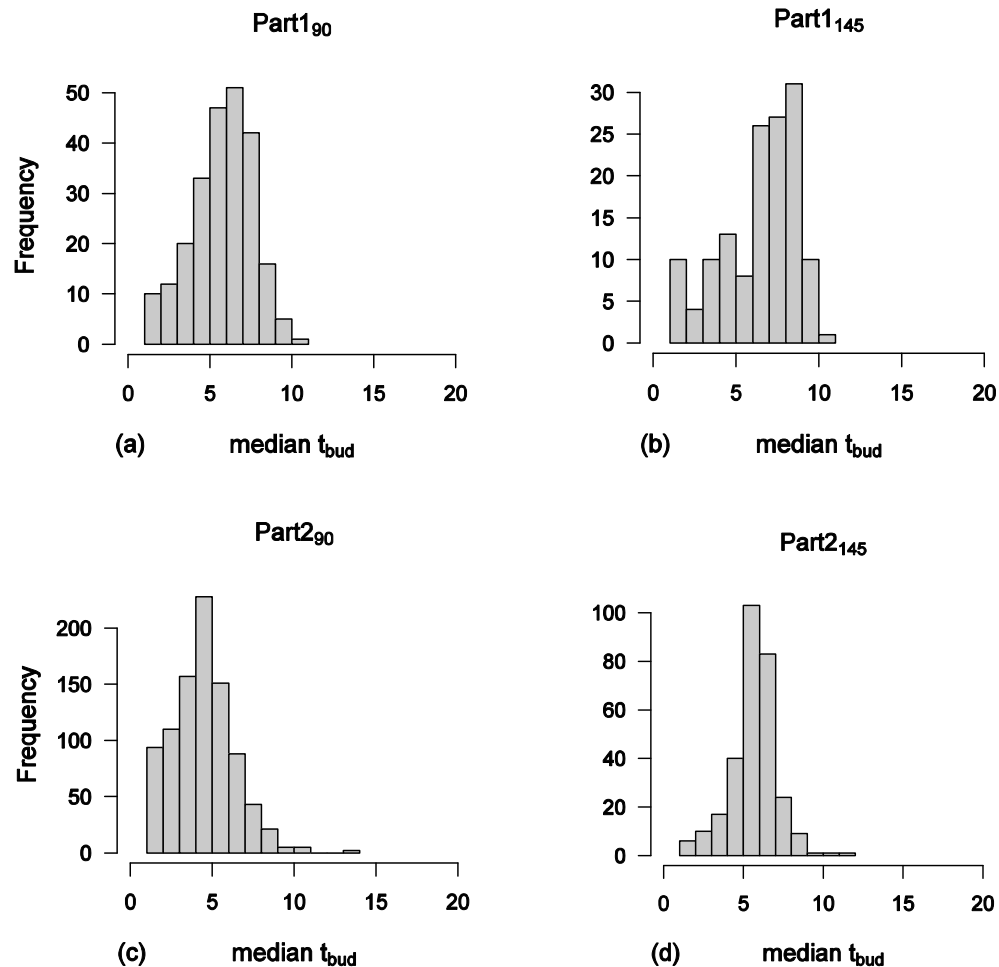 Part1₉₀
Frequency
50
40
30
20
10
0
0 5 10 15 20
(a) median t_bud
Part1₁₄₅
30
25
20
15
10
5
0
0 5 10 15 20
(b) median t_bud
Part2₉₀
Frequency
200
150
100
50
0
0 5 10 15 20
(c) median t_bud
Part2₁₄₅
100
80
60
40
20
0
0 5 10 15 20
(d) median t_bud